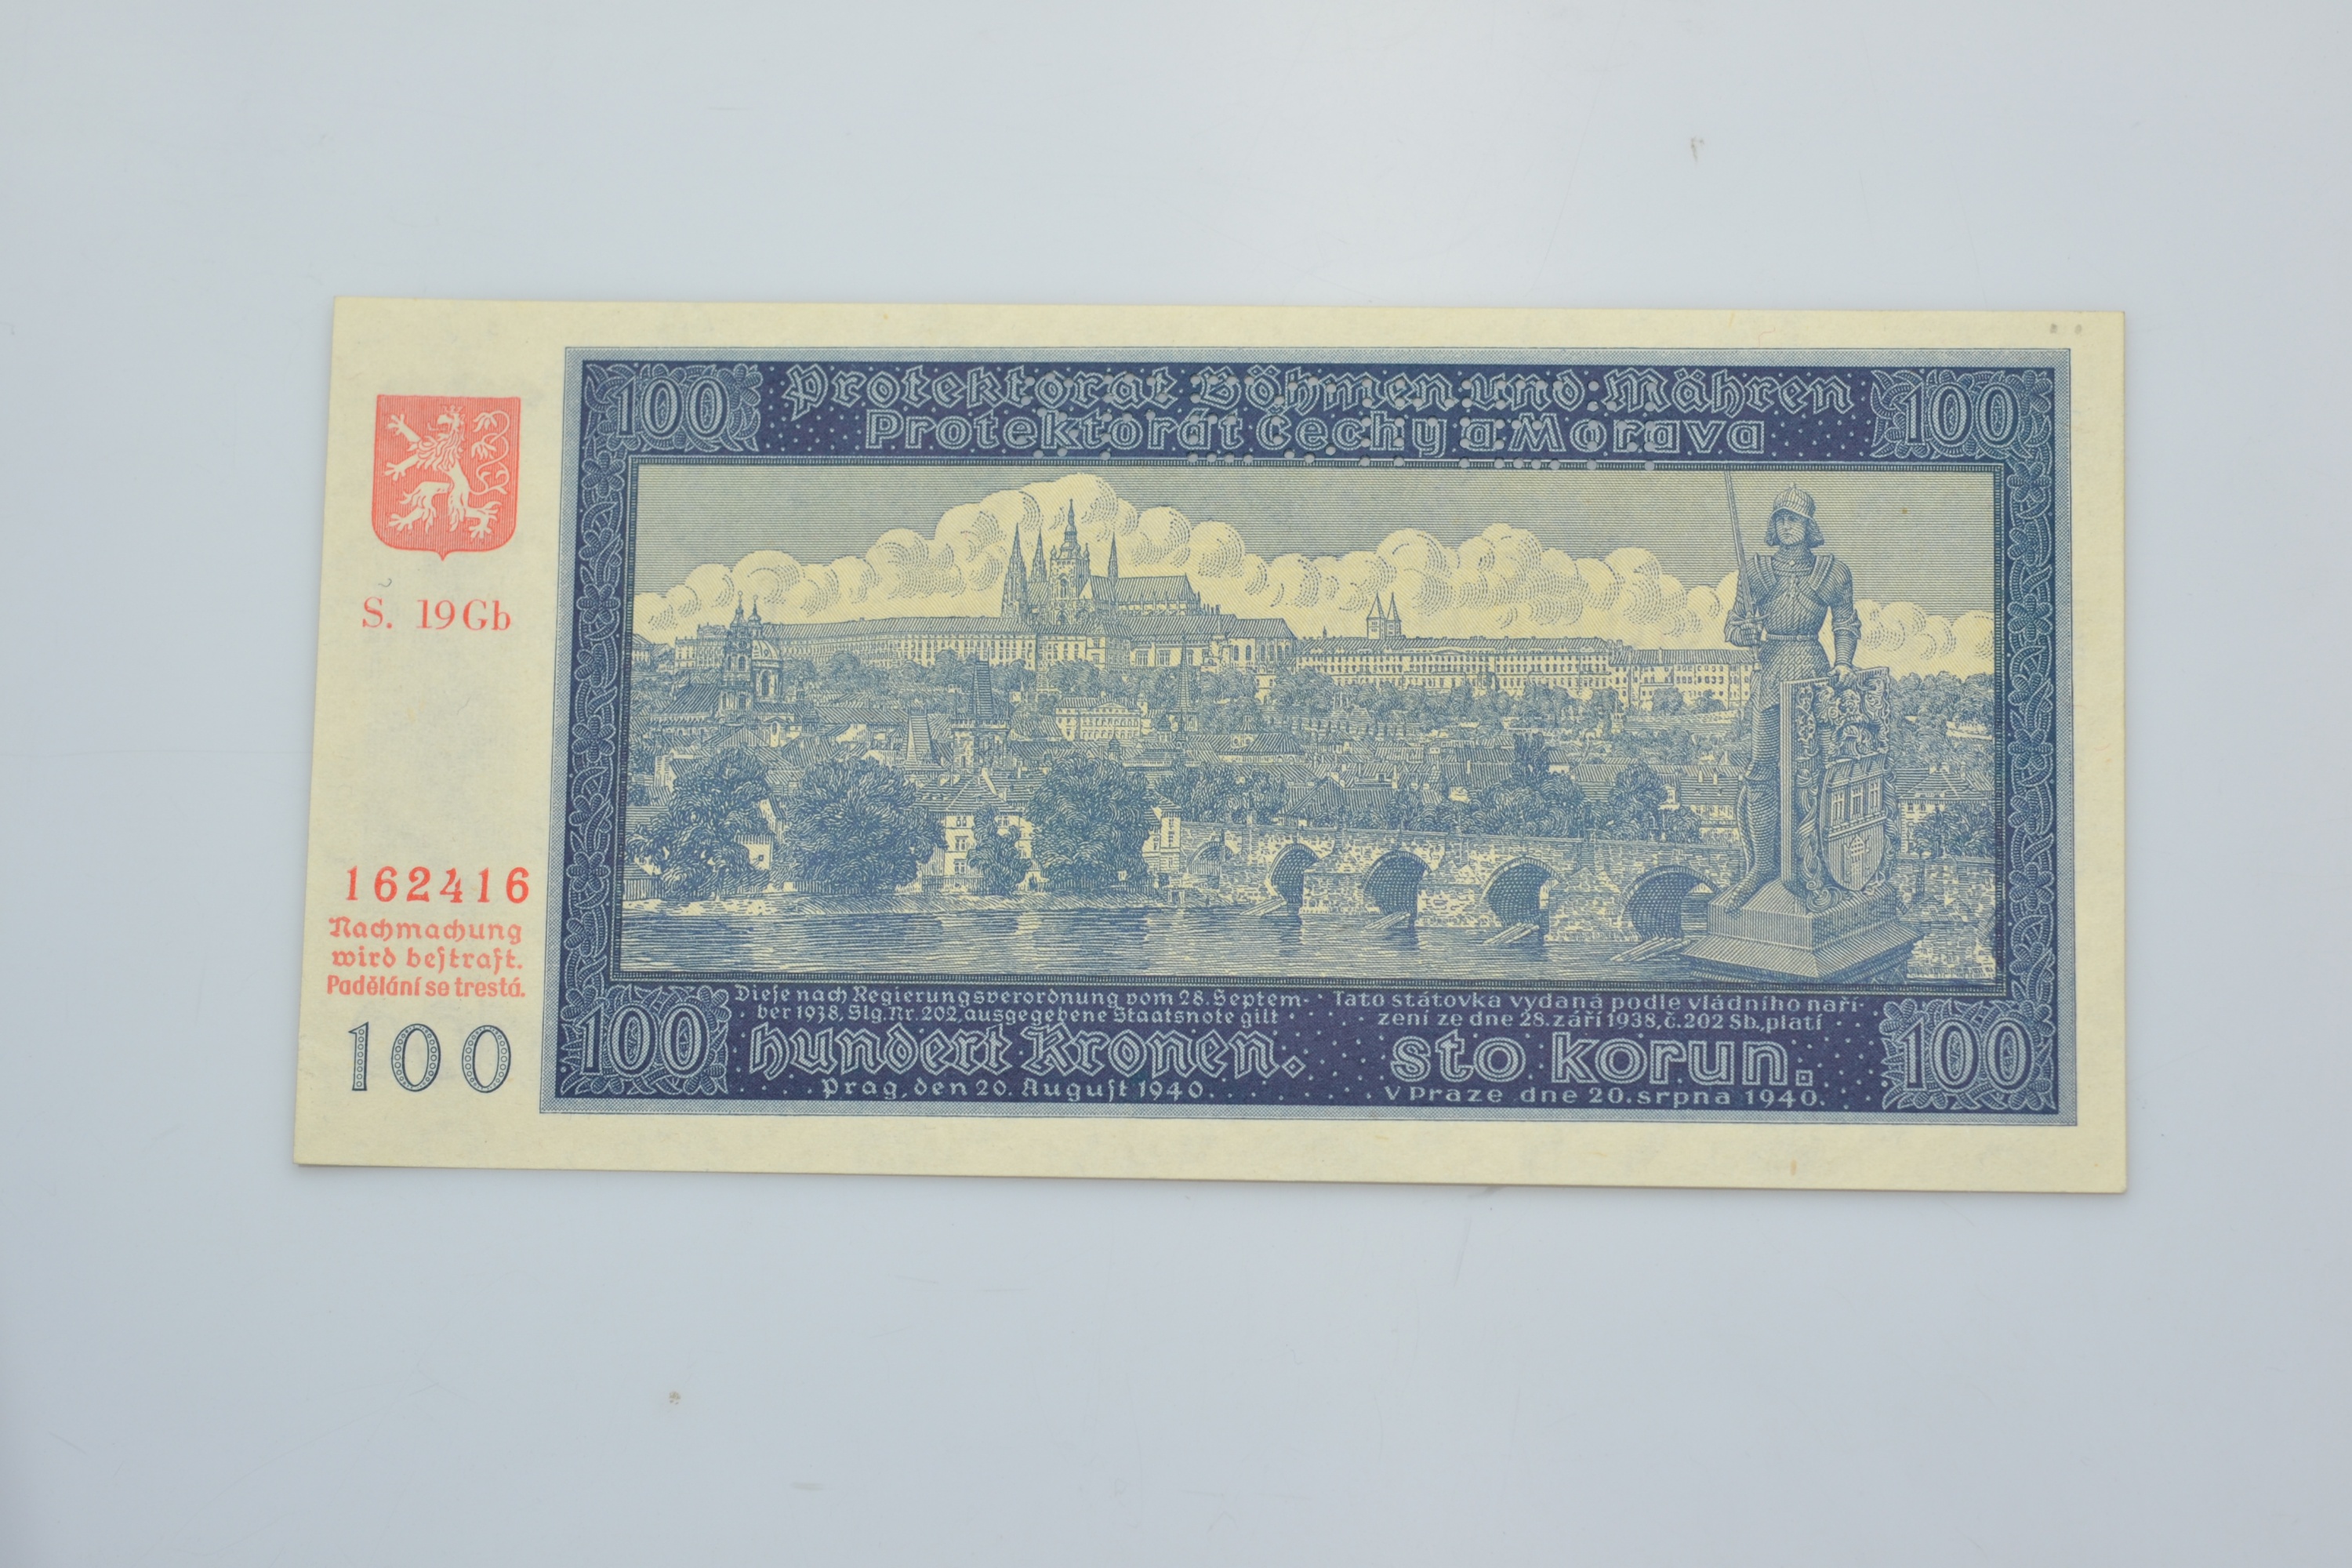 100
Protektorat Böhmen und Mähren
Protektorát Čechy a Morava
100
S. 19Gb
162416
Nachmachung
wird bestraft.
Padělání se trestá.
100
100
Diese nach Regierungsverordnung vom 28. Septem-
ber 1938, Slg. Nr. 202, ausgegebene Staatsnote gilt
hundert Kronen.
Prag, den 20. August 1940.
Tato státovka vydaná podle vládního naří-
zení ze dne 28. září 1938, č. 202 Sb., platí
sto korun.
V Praze dne 20. srpna 1940.
100